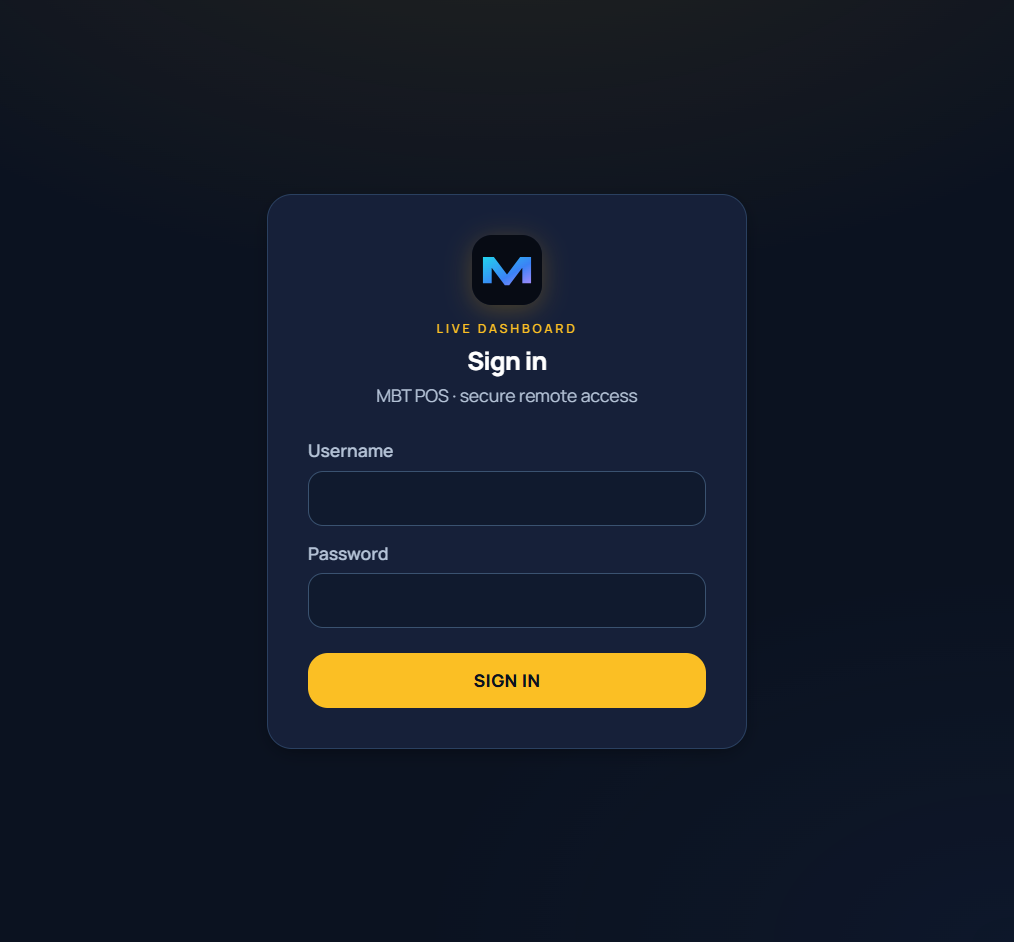 LIVE DASHBOARD
Sign in
MBT POS · secure remote access
Username
Password
SIGN IN